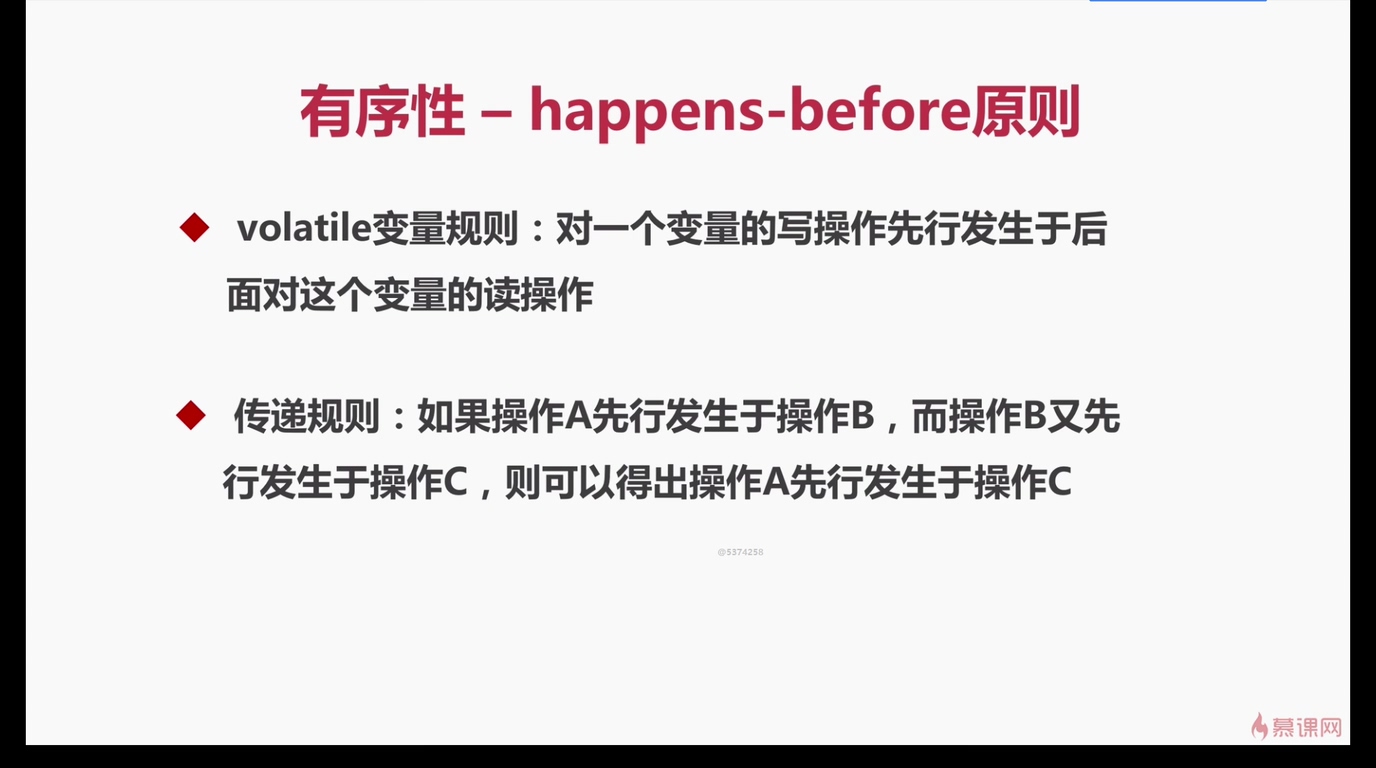 有序性 – happens-before原则
volatile变量规则：对一个变量的写操作先行发生于后
面对这个变量的读操作
传递规则：如果操作A先行发生于操作B，而操作B又先
行发生于操作C，则可以得出操作A先行发生于操作C
@5374258
慕课网